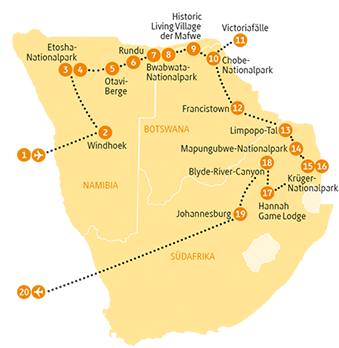 Historic
Living Village
der Mafwe
Victoriafälle
11
Etosha-
Nationalpark
Rundu
3
4
5
6
7
8
9
10
Otavi-
Berge
Bwabwata-
Nationalpark
Chobe-
Nationalpark
Francistown
12
1
2
Windhoek
BOTSWANA
Limpopo-Tal
13
Mapungubwe-Nationalpark
14
Blyde-River-Canyon
18
15
16
Krüger-
Nationalpark
NAMIBIA
17
Hannah
Game Lodge
Johannesburg
19
SÜDAFRIKA
20